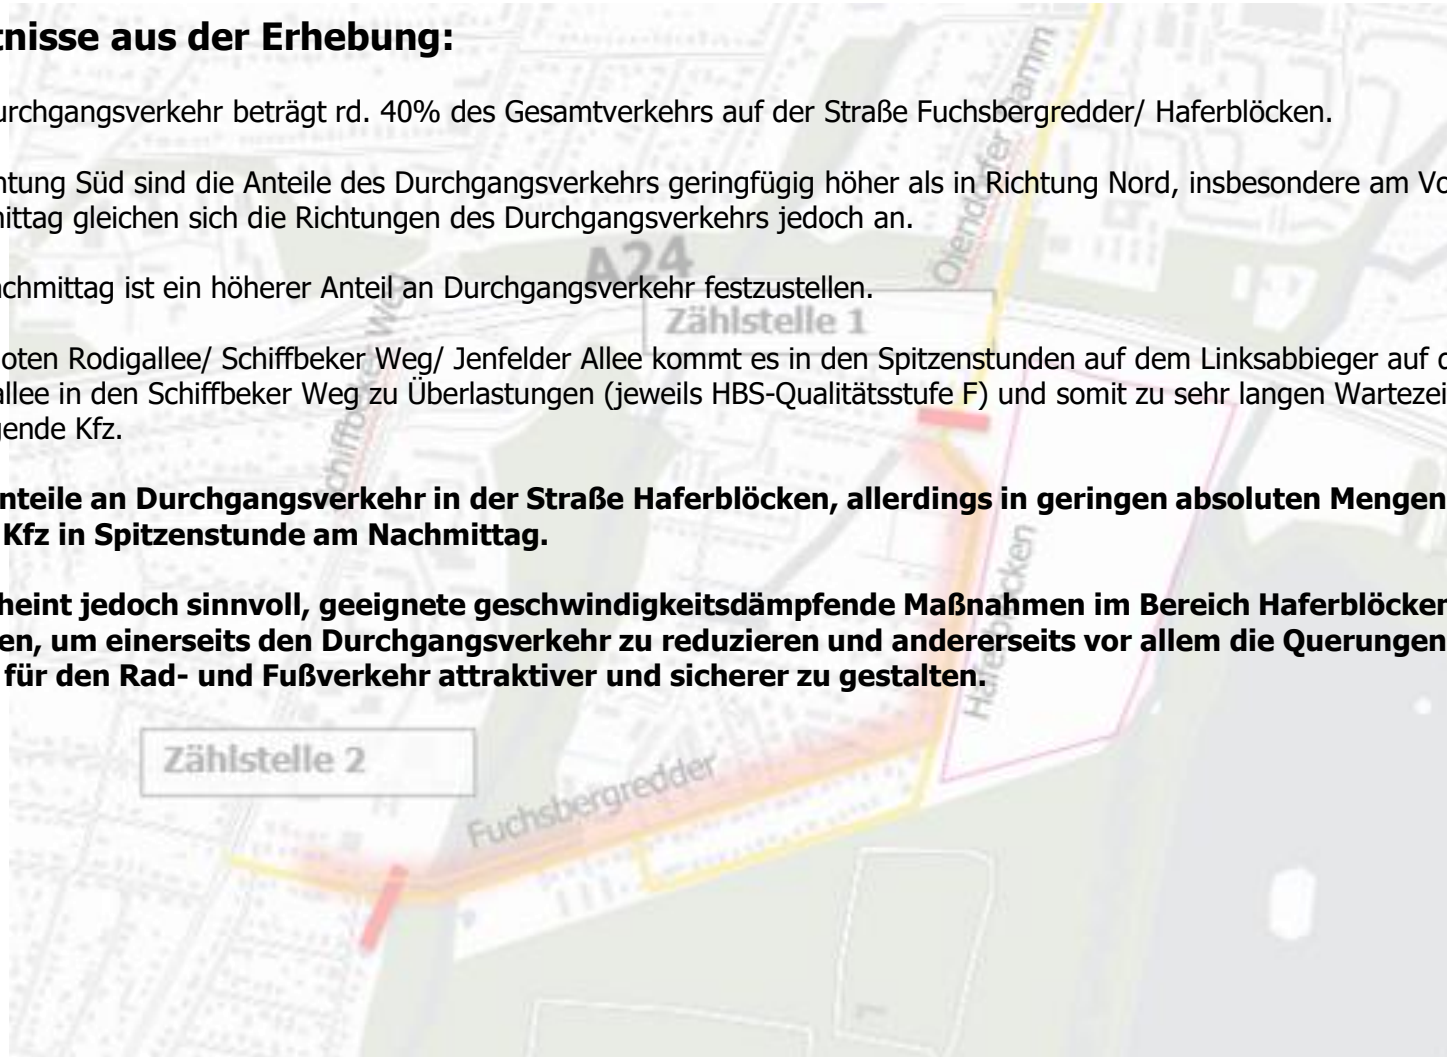 tnisse aus der Erhebung:
urchgangsverkehr beträgt rd. 40% des Gesamtverkehrs auf der Straße Fuchsbergredder/ Haferblöcken.
ntung Süd sind die Anteile des Durchgangsverkehrs geringfügig höher als in Richtung Nord, insbesondere am Vo
nittag gleichen sich die Richtungen des Durchgangsverkehrs jedoch an.
achmittag ist ein höherer Anteil an Durchgangsverkehr festzustellen.
oten Rodigallee/ Schiffbeker Weg/ Jenfelder Allee kommt es in den Spitzenstunden auf dem Linksabbieger auf d
allee in den Schiffbeker Weg zu Überlastungen (jeweils HBS-Qualitätsstufe F) und somit zu sehr langen Wartezei
gende Kfz.
nteile an Durchgangsverkehr in der Straße Haferblöcken, allerdings in geringen absoluten Mengen
Kfz in Spitzenstunde am Nachmittag.
heint jedoch sinnvoll, geeignete geschwindigkeitsdämpfende Maßnahmen im Bereich Haferblöcken
en, um einerseits den Durchgangsverkehr zu reduzieren und andererseits vor allem die Querungen
für den Rad- und Fußverkehr attraktiver und sicherer zu gestalten.
A24
Zählstelle 1
Schiffbeker Weg
Ojendorfer Damm
Haferblöcken
Zählstelle 2
Fuchsbergredder